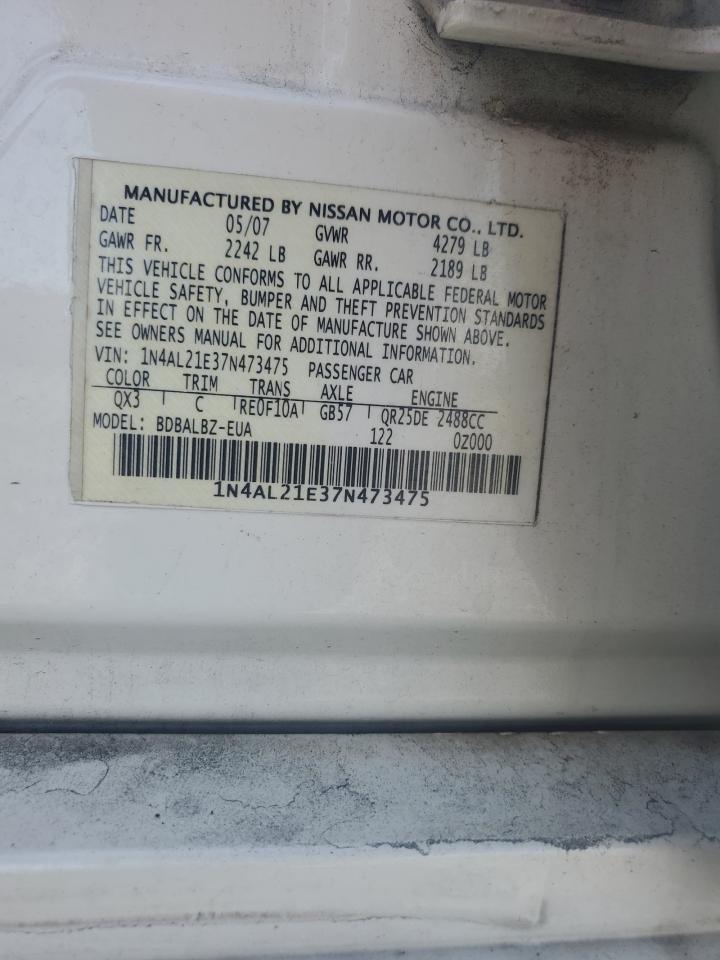 MANUFACTURED BY NISSAN MOTOR CO., LTD.
DATE 05/07 GVWR 4279 LB
GAWR FR. 2242 LB GAWR RR. 2189 LB
THIS VEHICLE CONFORMS TO ALL APPLICABLE FEDERAL MOTOR
VEHICLE SAFETY, BUMPER AND THEFT PREVENTION STANDARDS
IN EFFECT ON THE DATE OF MANUFACTURE SHOWN ABOVE.
SEE OWNERS MANUAL FOR ADDITIONAL INFORMATION.
VIN: 1N4AL21E37N473475 PASSENGER CAR
COLOR TRIM TRANS AXLE ENGINE
QX3 C RE0F10A GB57 QR25DE 2488CC
MODEL: BDBALBZ-EUA 122 0Z000
1N4AL21E37N473475